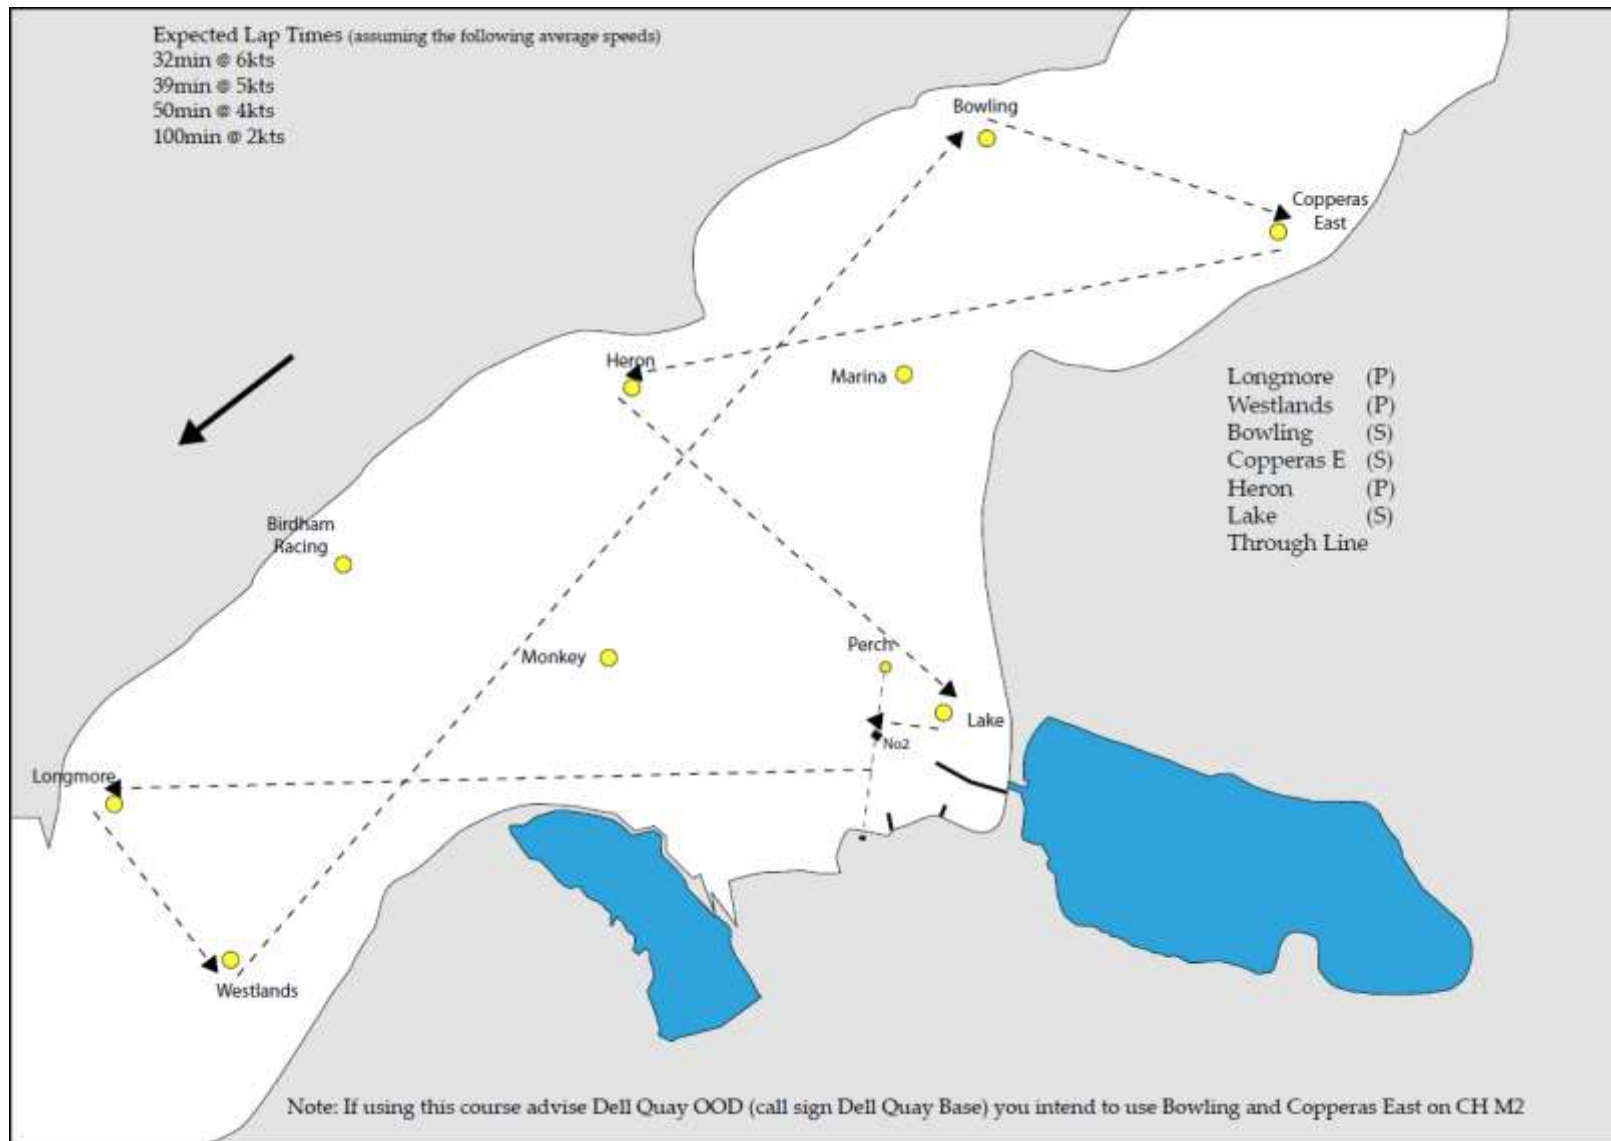 Expected Lap Times (assuming the following average speeds)
32min @ 6kts
39min @ 5kts
50min @ 4kts
100min @ 2kts
Bowling
Copperas
East
Heron
Marina
Longmore (P)
Westlands (P)
Bowling (S)
Copperas E (S)
Heron (P)
Lake (S)
Through Line
Birdham
Racing
Monkey
Perch
Lake
No2
Longmore
Westlands
Note: If using this course advise Dell Quay OOD (call sign Dell Quay Base) you intend to use Bowling and Copperas East on CH M2